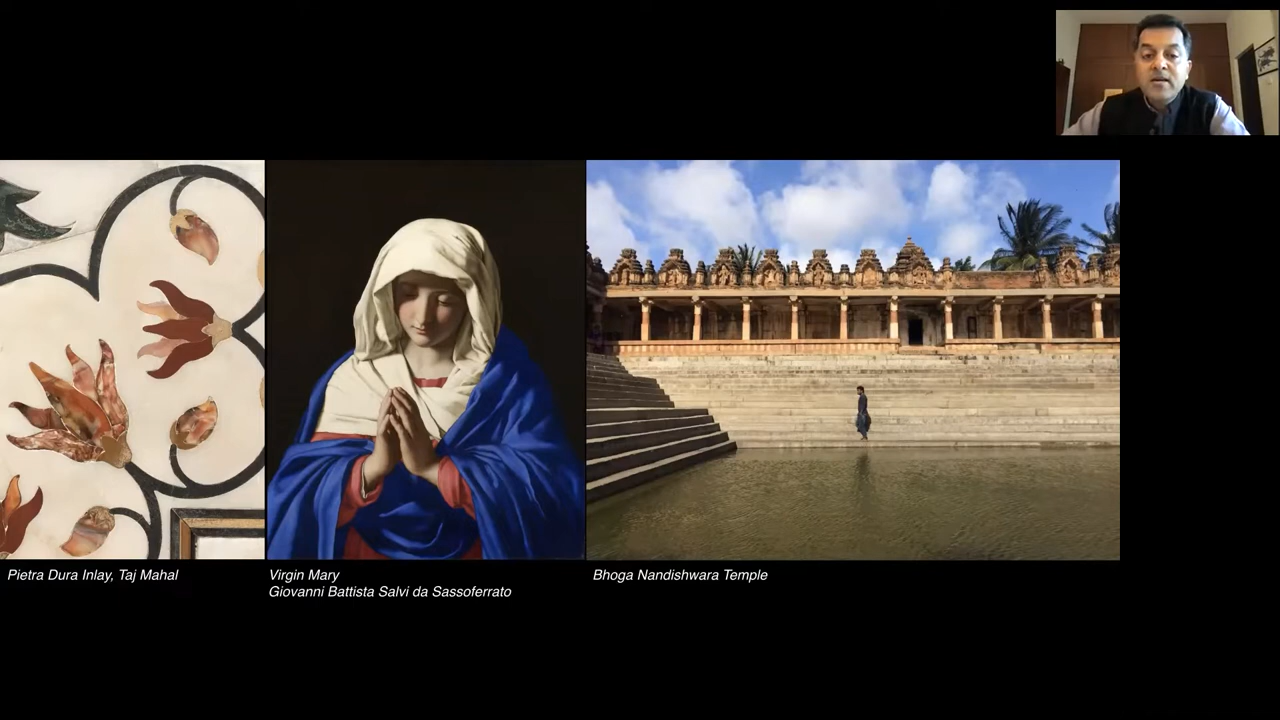 Pietra Dura Inlay, Taj Mahal
Virgin Mary
Giovanni Battista Salvi da Sassoferrato
Bhoga Nandishwara Temple